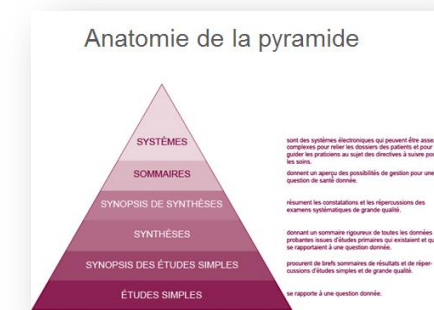 Anatomie de la pyramide
SYSTÈMES
sont des systèmes électroniques qui peuvent être
complexes pour relier les dossiers des patients et pour
guider les praticiens au sujet des directives à suivre
les soins.
SOMMAIRES
donnent un aperçu des possibilités de gestion pour une
question de santé donnée.
SYNOPSIS DE SYNTHÈSES
résument les constatations et les répercussions des
examens systématiques de grande qualité.
SYNTHÈSES
donnant un sommaire rigoureux de toutes les données
probantes issues d'études primaires qui existaient et
se rapportaient à une question donnée.
SYNOPSIS DES ÉTUDES SIMPLES
procurent de brefs sommaires de résultats et de réper-
cussions d'études simples et de grande qualité.
ÉTUDES SIMPLES
se rapporte à une question donnée.